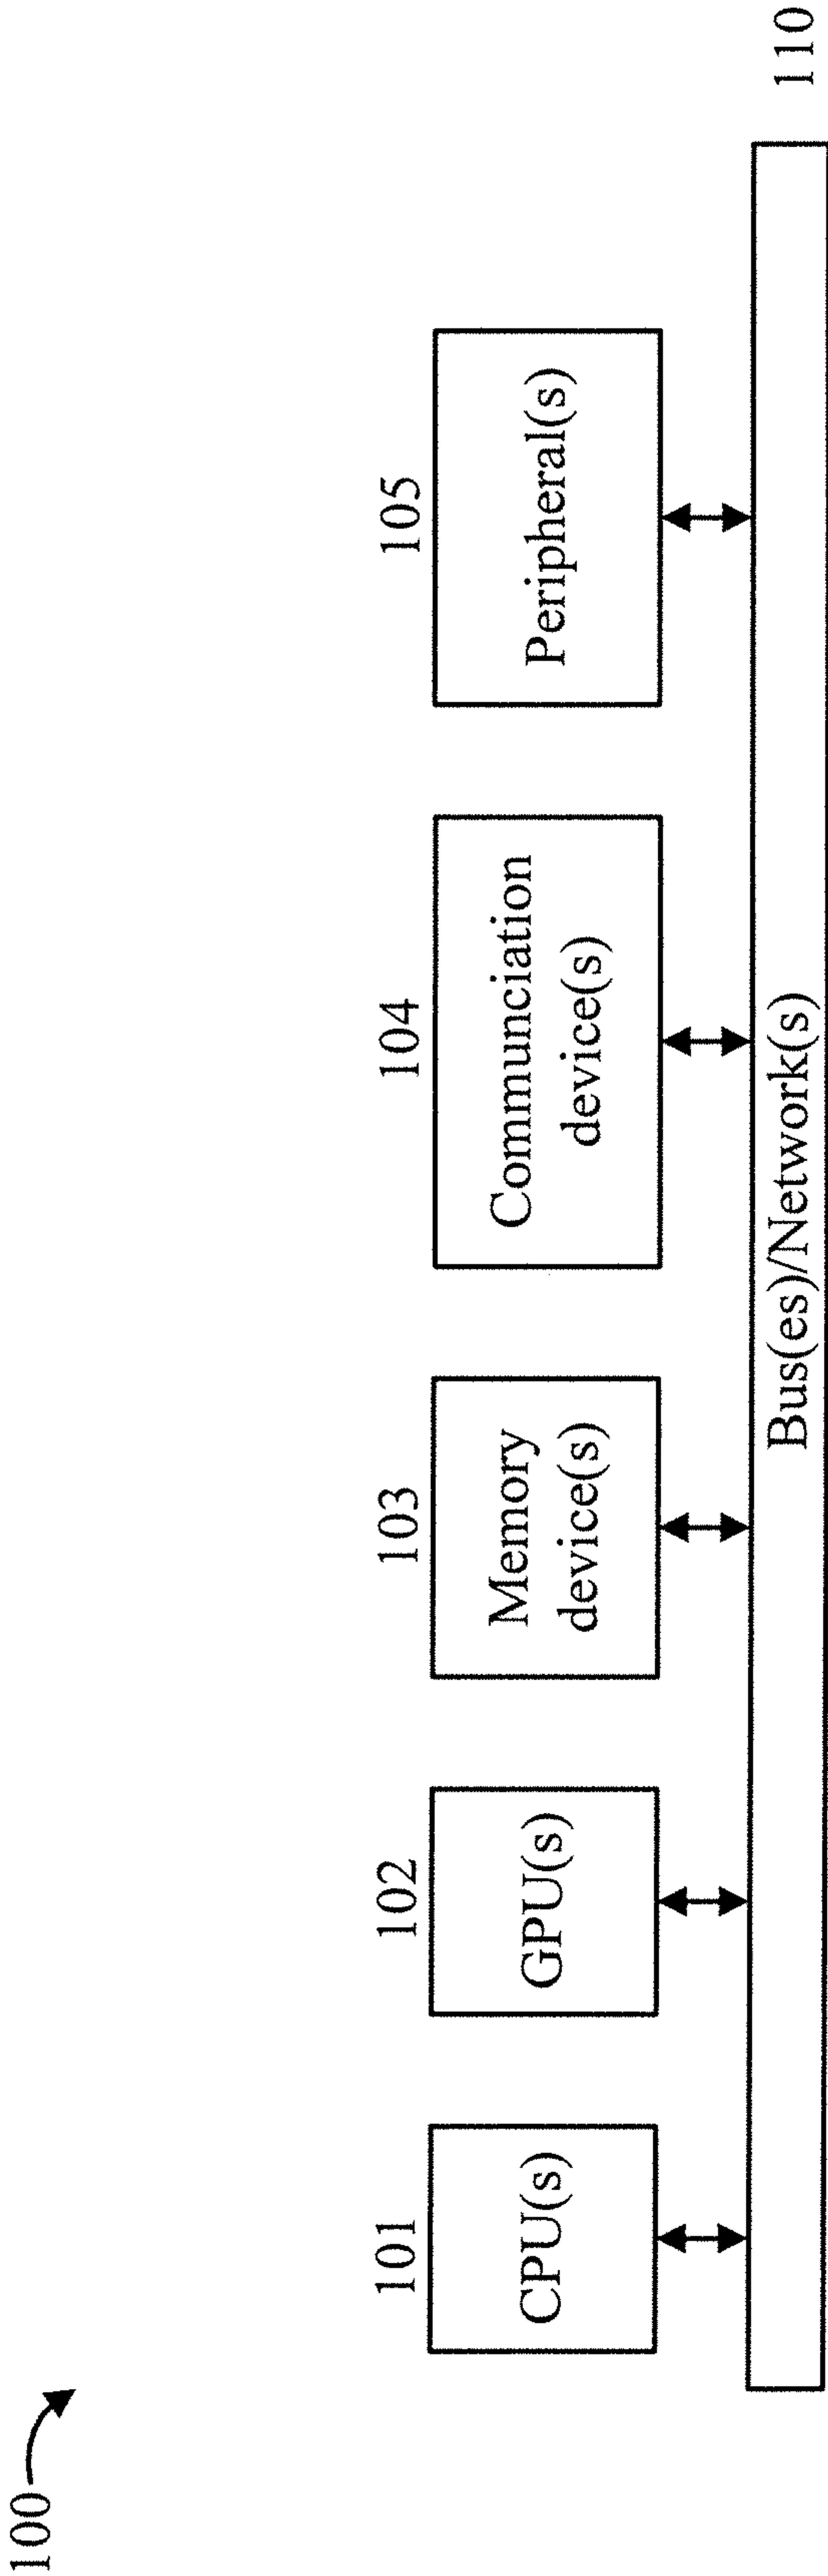 100
101
CPU(s)
102
GPU(s)
103
Memory
device(s)
104
Communciation
device(s)
105
Peripheral(s)
Bus(es)/Network(s)
110